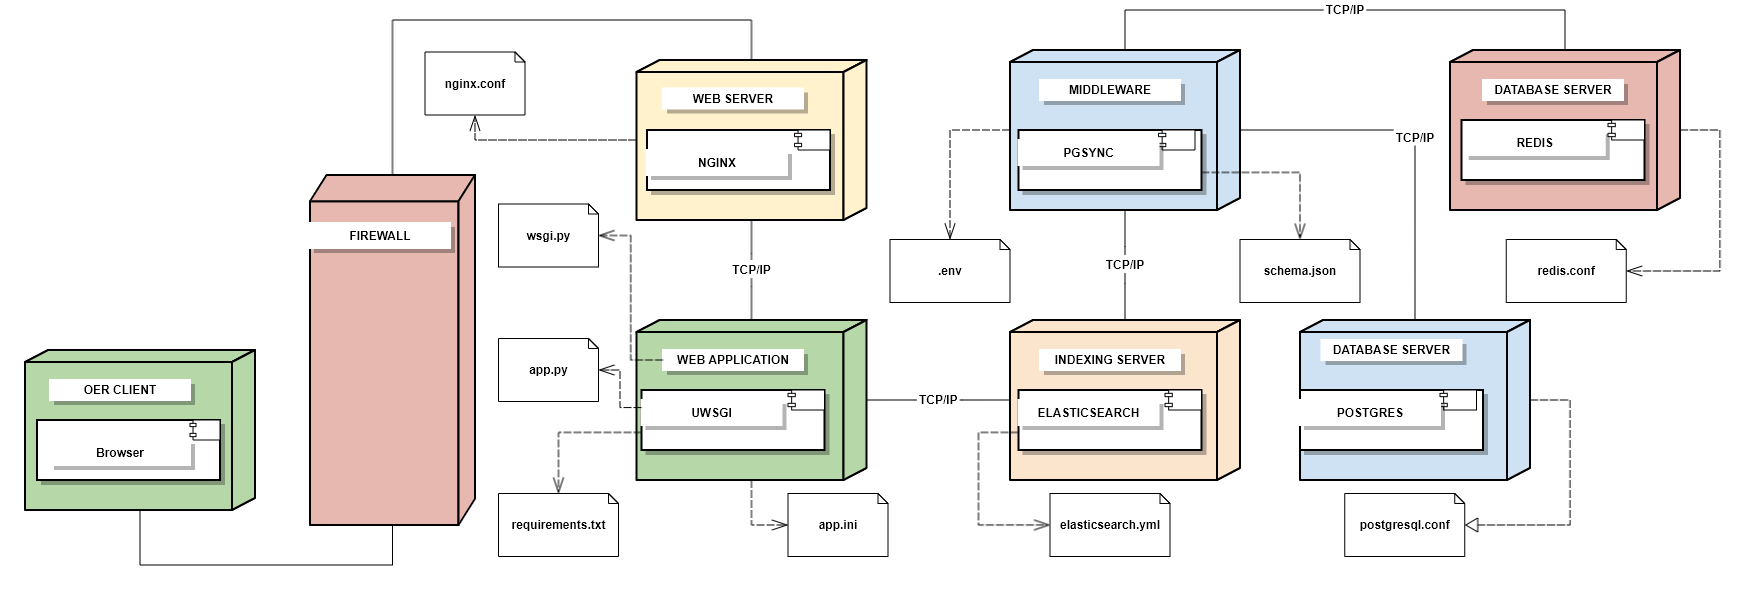 TCP/IP
nginx.conf
WEB SERVER
NGINX
MIDDLEWARE
PGSYNC
TCP/IP
DATABASE SERVER
REDIS
FIREWALL
wsgi.py
TCP/IP
.env
TCP/IP
schema.json
redis.conf
OER CLIENT
Browser
app.py
WEB APPLICATION
UWSGI
TCP/IP
INDEXING SERVER
ELASTICSEARCH
DATABASE SERVER
POSTGRES
requirements.txt
app.ini
elasticsearch.yml
postgresql.conf